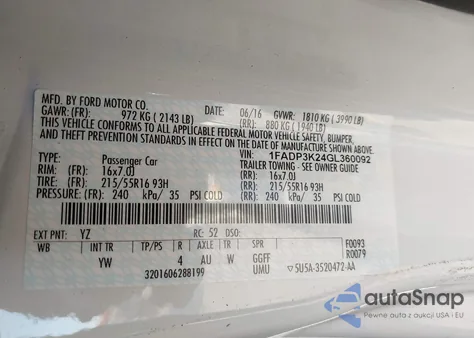 MFD. BY FORD MOTOR CO.
DATE: 06/16 GVWR: 1810 KG ( 3990 LB)
GAWR: (FR): 972 KG ( 2143 LB) (RR): 880 KG ( 1940 LB)
THIS VEHICLE CONFORMS TO ALL APPLICABLE FEDERAL MOTOR VEHICLE SAFETY, BUMPER,
AND THEFT PREVENTION STANDARDS IN EFFECT ON THE DATE OF MANUFACTURE SHOWN ABOVE.
VIN: 1FADP3K24GL360092
TYPE: Passenger Car TRAILER TOWING - SEE OWNER GUIDE
RIM: (FR): 16x7.0J (RR): 16x7.0J
TIRE: (FR): 215/55R16 93H (RR): 215/55R16 93H
PRESSURE: (FR): 240 kPa/ 35 PSI COLD (RR): 240 kPa/ 35 PSI COLD
EXT PNT: YZ RC: 52 DSO: F0093
WB INT TR TP/PS R AXLE TR SPR R0079
YW 4 AU W GGFF
3201606288199 UMU 5U5A-3520472-AA
autoSnap
Autopomocne aukcje USA i EU